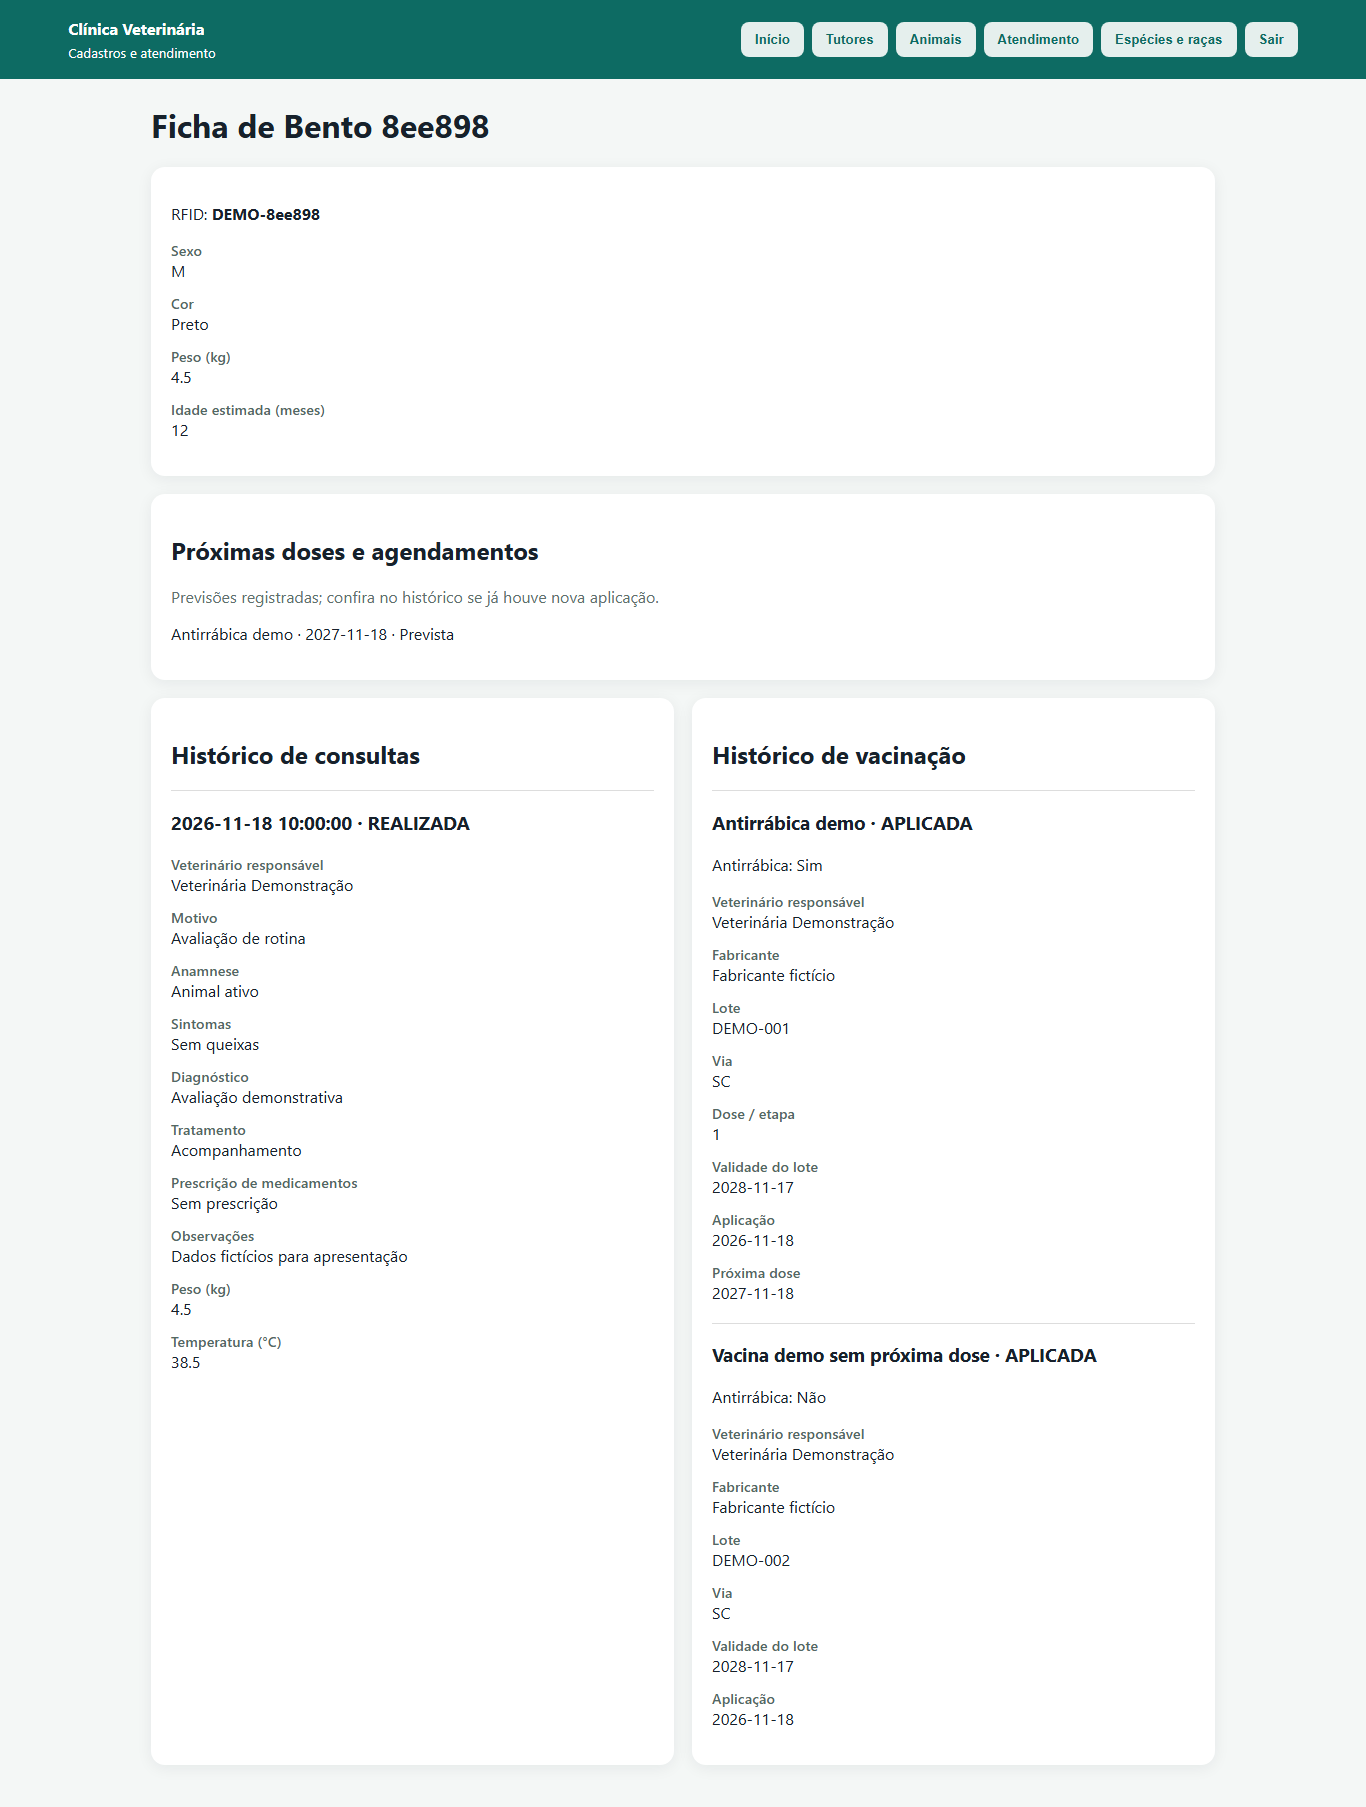 Clínica Veterinária
Cadastros e atendimento
Início
Tutores
Animais
Atendimento
Espécies e raças
Sair
Ficha de Bento 8ee898
RFID: DEMO-8ee898
Sexo
M
Cor
Preto
Peso (kg)
4.5
Idade estimada (meses)
12
Próximas doses e agendamentos
Previsões registradas; confira no histórico se já houve nova aplicação.
Antirrábica demo · 2027-11-18 · Prevista
Histórico de consultas
2026-11-18 10:00:00 · REALIZADA
Veterinário responsável
Veterinária Demonstração
Motivo
Avaliação de rotina
Anamnese
Animal ativo
Sintomas
Sem queixas
Diagnóstico
Avaliação demonstrativa
Tratamento
Acompanhamento
Prescrição de medicamentos
Sem prescrição
Observações
Dados fictícios para apresentação
Peso (kg)
4.5
Temperatura (°C)
38.5
Histórico de vacinação
Antirrábica demo · APLICADA
Antirrábica: Sim
Veterinário responsável
Veterinária Demonstração
Fabricante
Fabricante fictício
Lote
DEMO-001
Via
SC
Dose / etapa
1
Validade do lote
2028-11-17
Aplicação
2026-11-18
Próxima dose
2027-11-18
Vacina demo sem próxima dose · APLICADA
Antirrábica: Não
Veterinário responsável
Veterinária Demonstração
Fabricante
Fabricante fictício
Lote
DEMO-002
Via
SC
Validade do lote
2028-11-17
Aplicação
2026-11-18